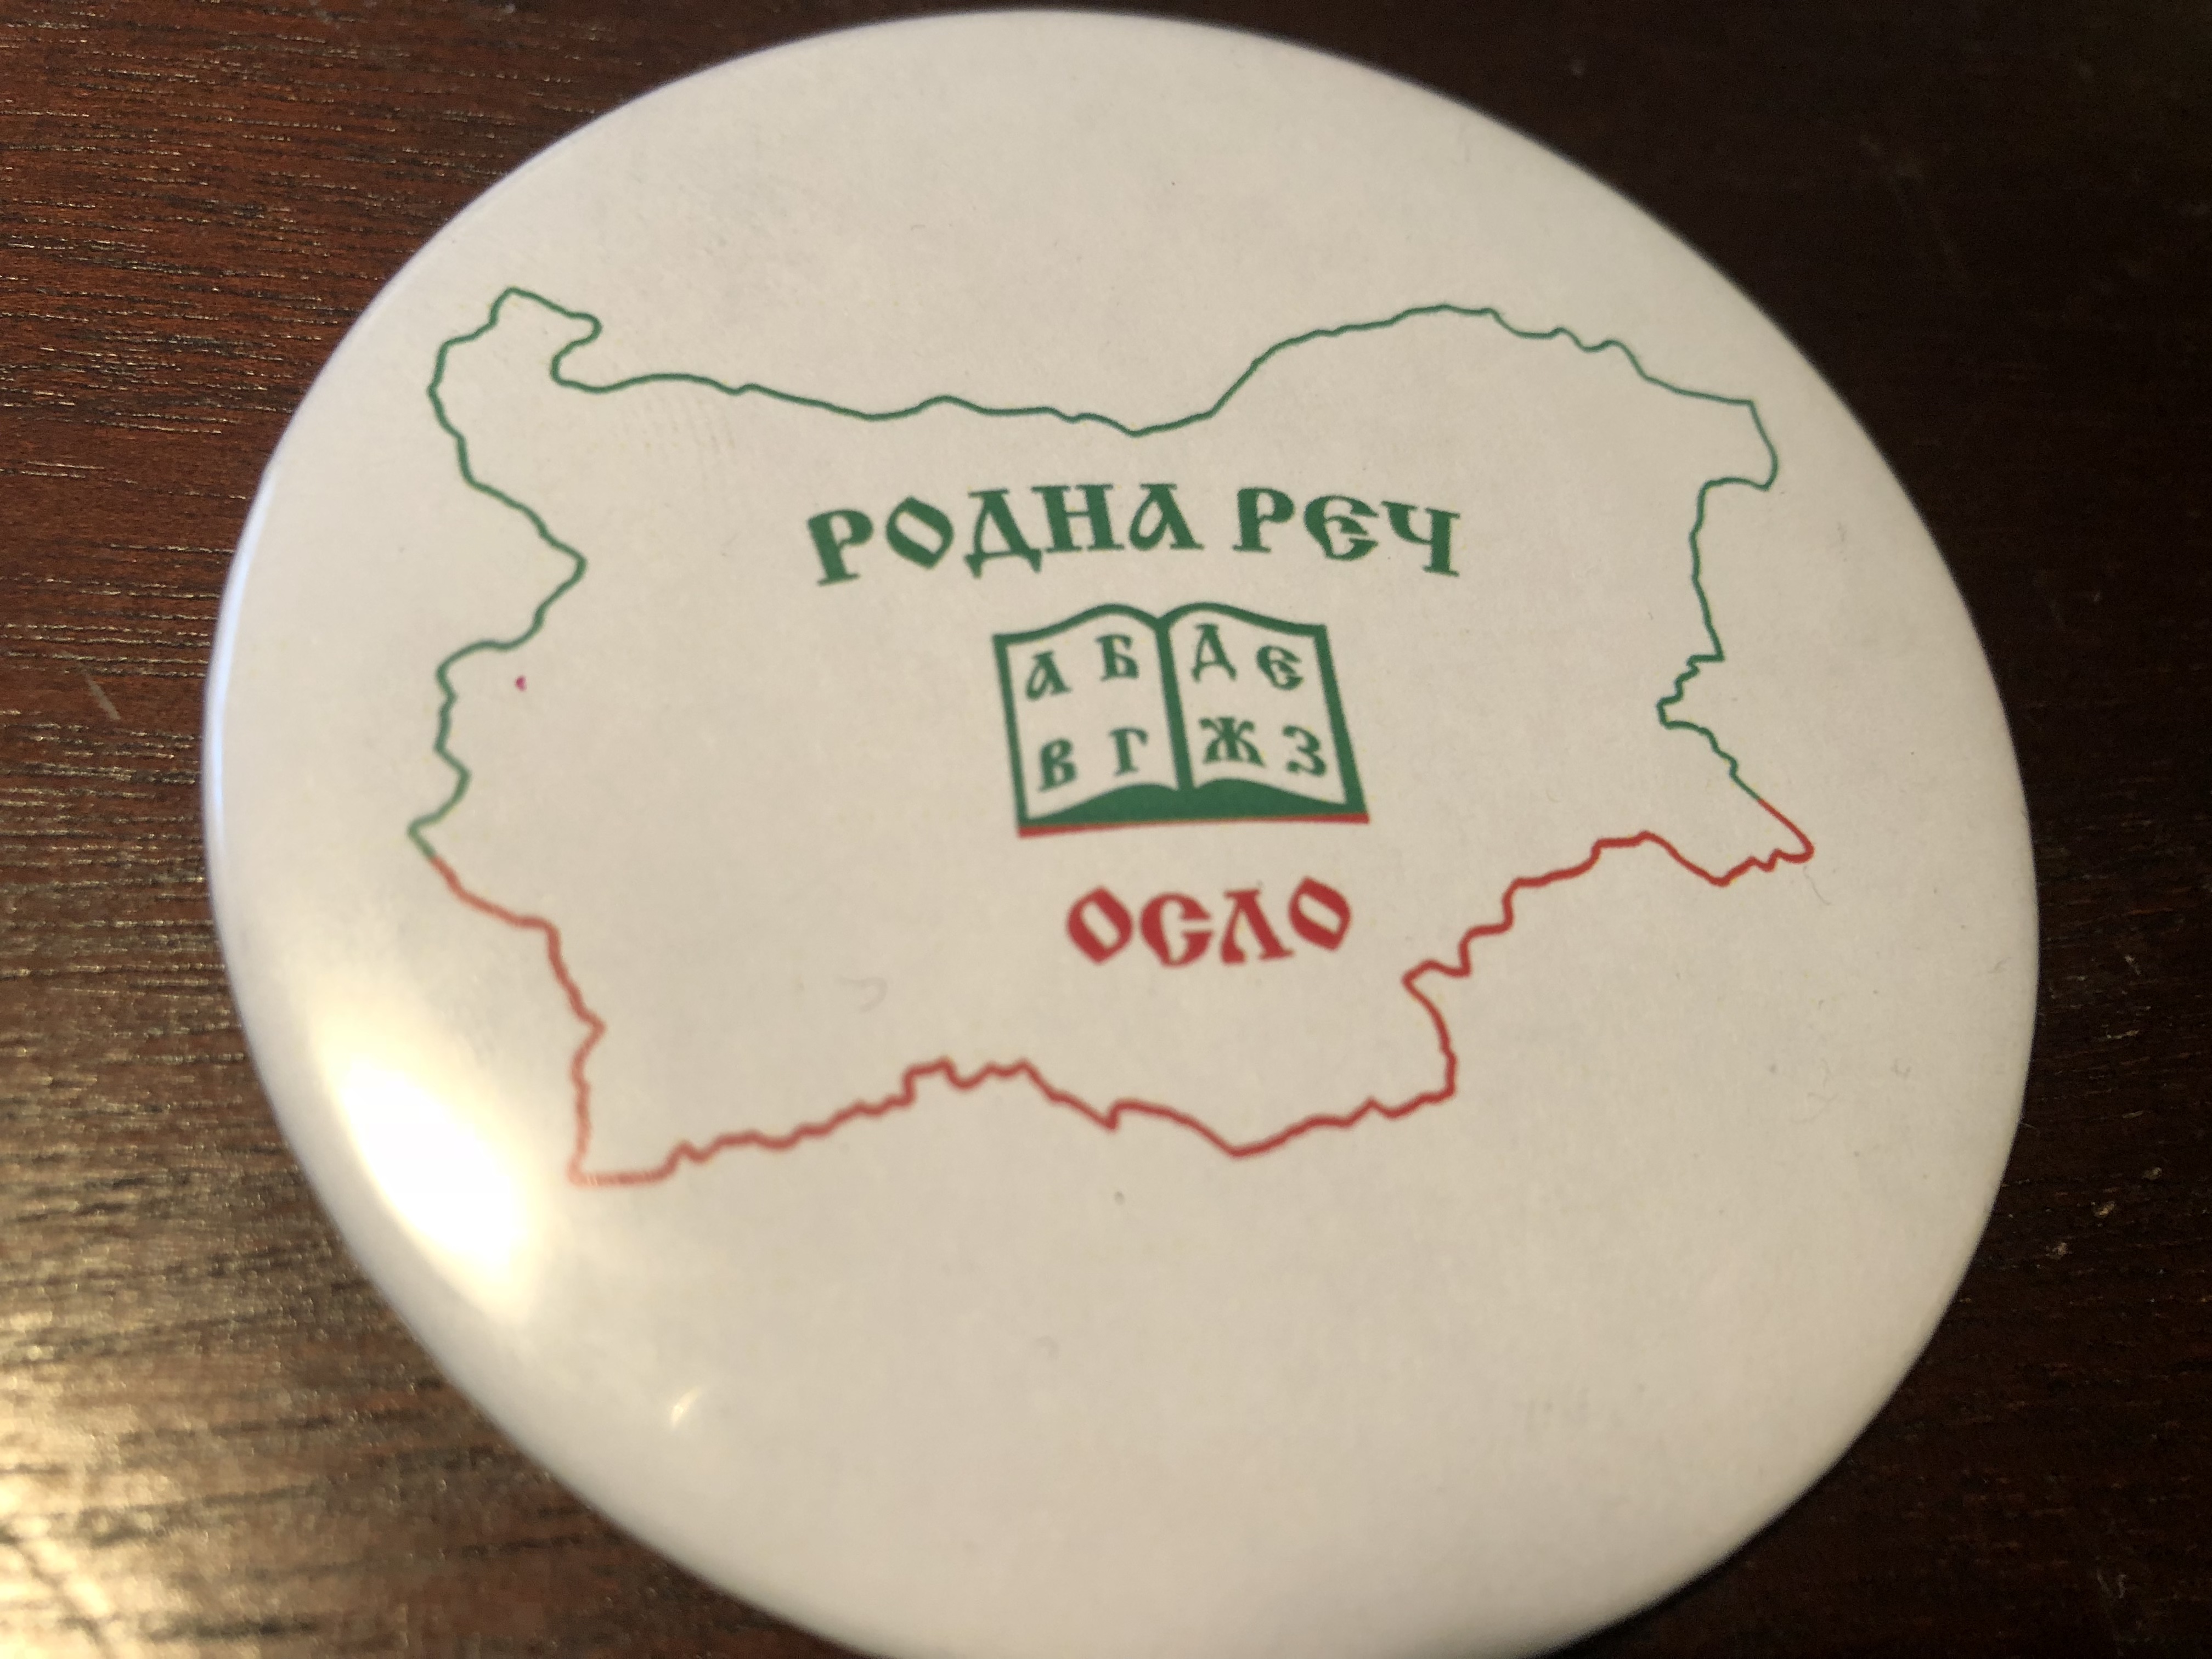 РОДНА РЕЧ
А Б Д Е
В Г Ж З
ОСЛО